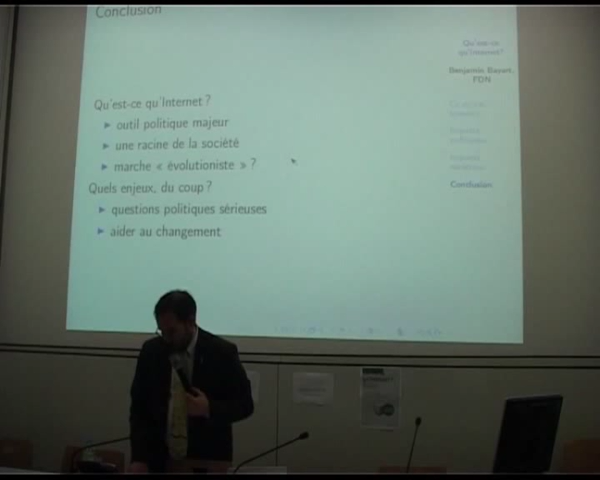 Conclusion
Qu'est-ce
qu'Internet?
Benjamin Bayart,
FDN
Qu'est-ce qu'Internet ?
► outil politique majeur
► une racine de la société
► marche « évolutioniste » ?
Quels enjeux, du coup ?
► questions politiques sérieuses
► aider au changement
Conclusion